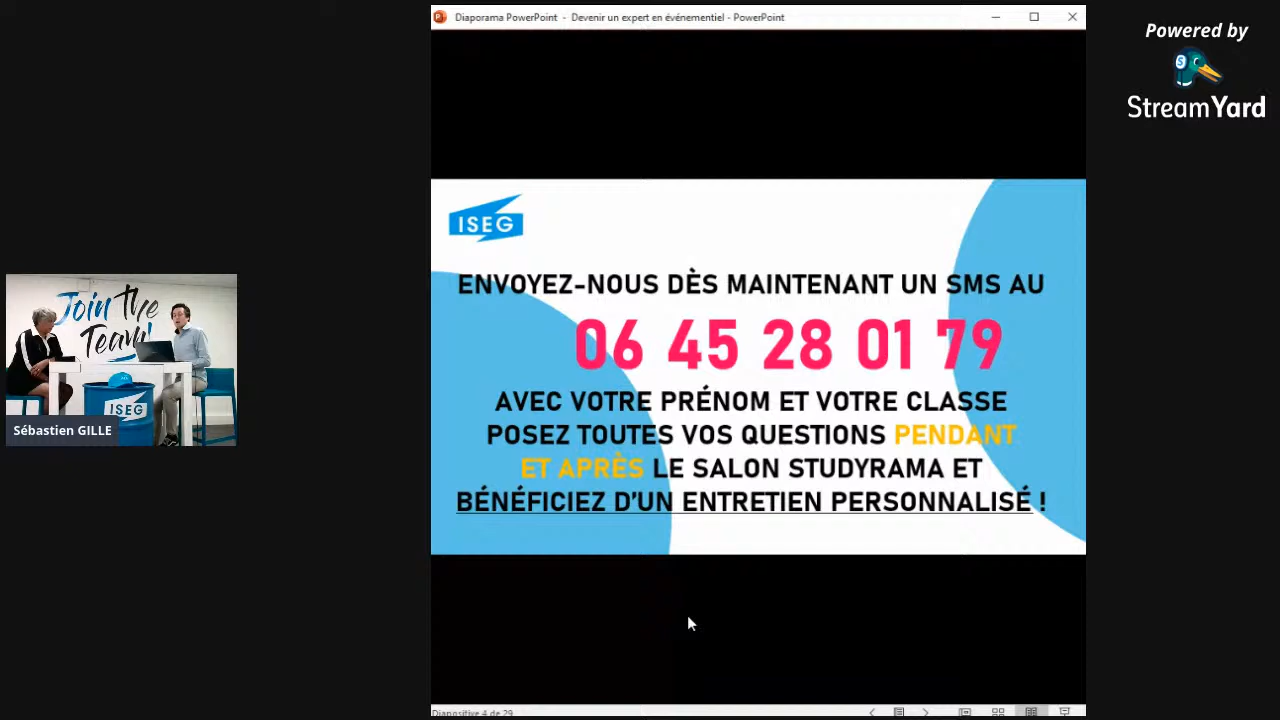 Diaporama PowerPoint - Devenir un expert en événementiel - PowerPoint
Powered by
StreamYard
ISEG
ENVOYEZ-NOUS DÈS MAINTENANT UN SMS AU
06 45 28 01 79
AVEC VOTRE PRÉNOM ET VOTRE CLASSE
POSEZ TOUTES VOS QUESTIONS PENDANT
ET APRÈS LE SALON STUDYRAMA ET
BÉNÉFICIEZ D'UN ENTRETIEN PERSONNALISÉ !
Join the
Team!
ISEG
Sébastien GILLE
Diapositive 4 de 29